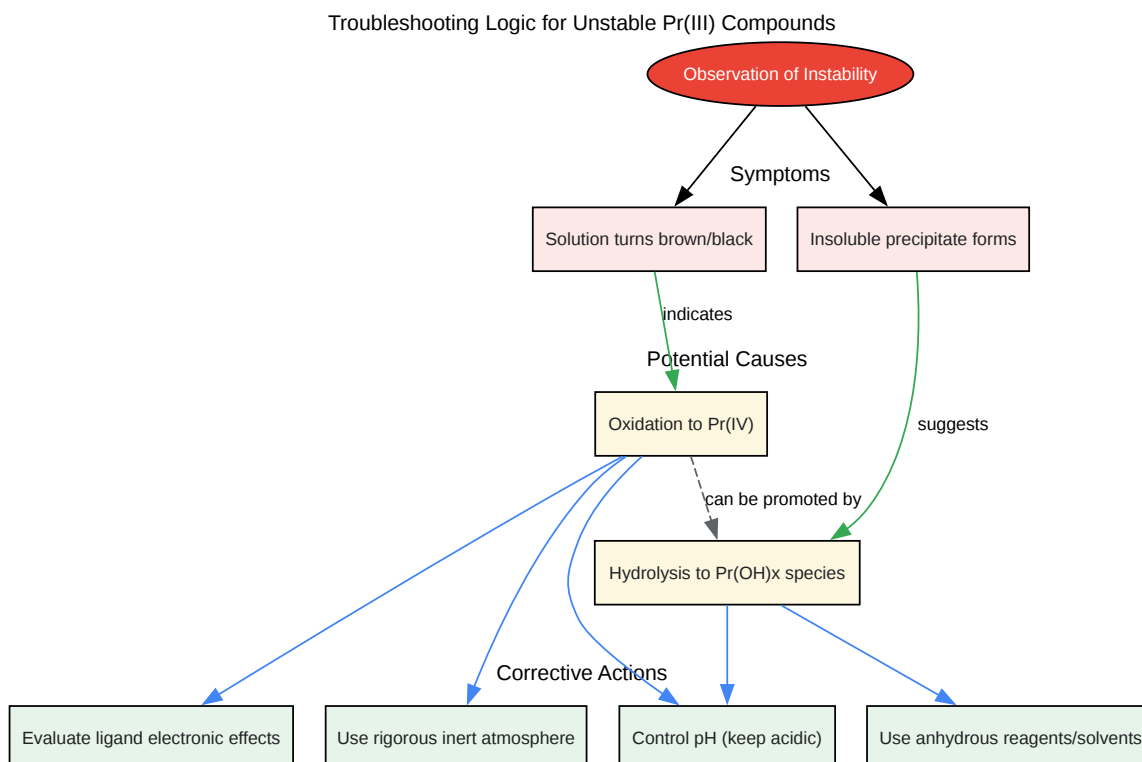 Troubleshooting Logic for Unstable Pr(III) Compounds
Observation of Instability
Symptoms
Solution turns brown/black
Insoluble precipitate forms
indicates
Potential Causes
Oxidation to Pr(IV)
suggests
can be promoted by
Hydrolysis to Pr(OH)x species
Corrective Actions
Evaluate ligand electronic effects
Use rigorous inert atmosphere
Control pH (keep acidic)
Use anhydrous reagents/solvents